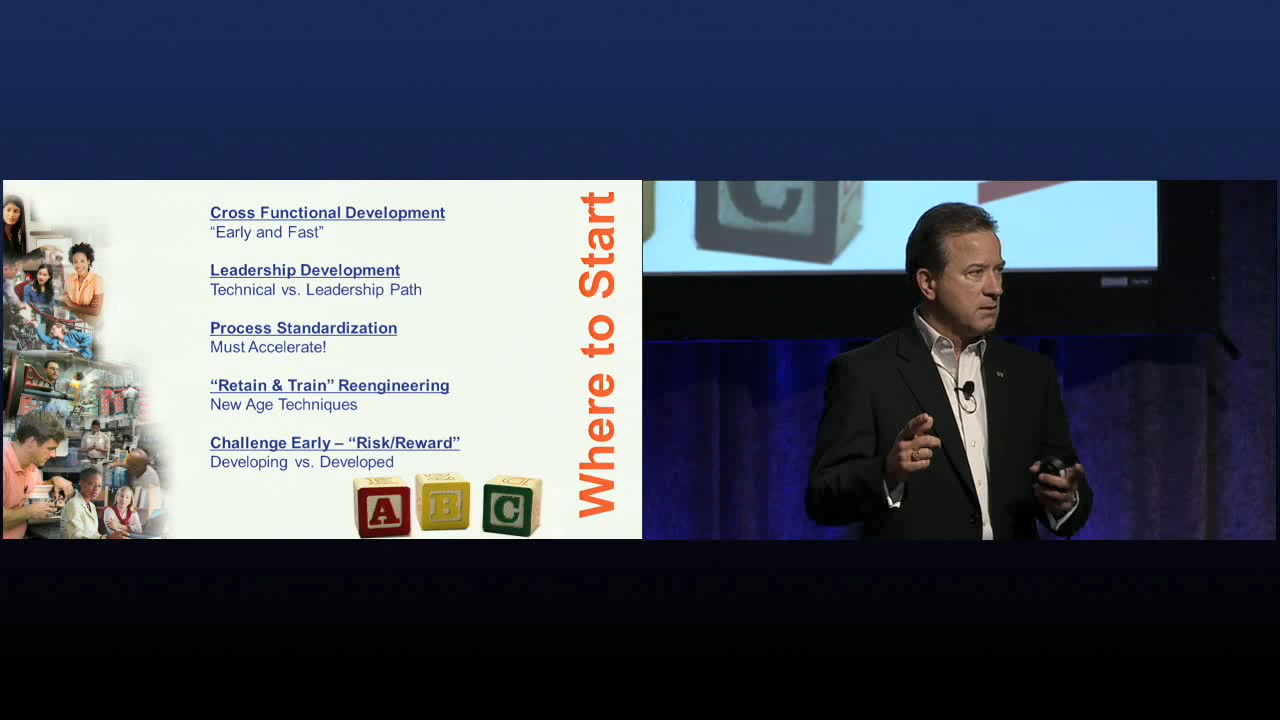 Cross Functional Development
“Early and Fast”
Leadership Development
Technical vs. Leadership Path
Process Standardization
Must Accelerate!
“Retain & Train” Reengineering
New Age Techniques
Challenge Early – “Risk/Reward”
Developing vs. Developed
A B C
Where to Start
C